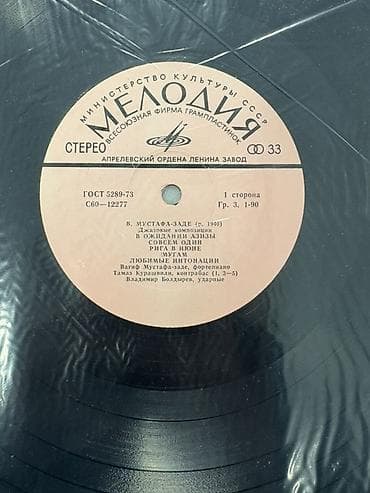 МИНИСТЕРСТВО КУЛЬТУРЫ СССР
МЕЛОДИЯ
ВСЕСОЮЗНАЯ ФИРМА ГРАМПЛАСТИНОК
СТЕРЕО 33
АПРЕЛЕВСКИЙ ОРДЕНА ЛЕНИНА ЗАВОД
ГОСТ 5289-73 1 сторона
С60—12277 Гр. 3, 1-90
В. МУСТАФА-ЗАДЕ (р. 1940)
Джазовые композиции
В ОЖИДАНИИ АЗИЗЫ
СОВСЕМ ОДИН
РИГА В ИЮНЕ
МУГАМ
ЛЮБИМЫЕ ИНТОНАЦИИ
Вагиф Мустафа-заде, фортепиано
Тамаз Курашвили, контрабас (1, 3—5)
Владимир Болдырев, ударные